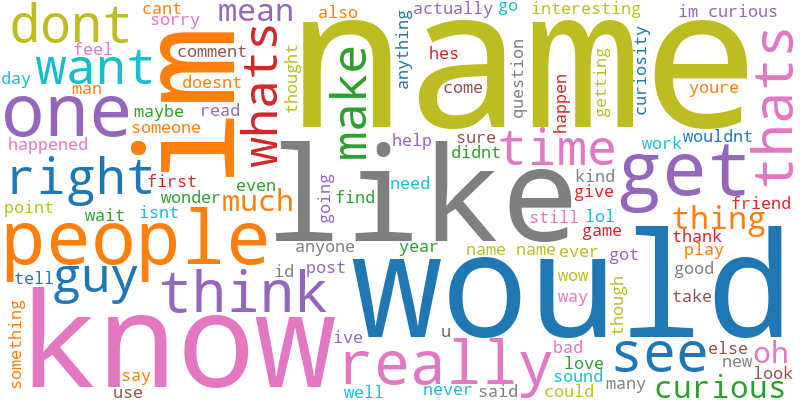 cant
mean
also
actually
go
interesting
im curious
dont
sorry
feel
comment
name
want
day
man
doesnt
im
whats
thought
make
anything
hes
come
question
happen
getting
curiosity
youre
thats
one
maybe
read
someone
happened
help
sure
didnt
time
work
wouldnt
right
first
wonder
even
much
going
find
need
like
kind
give
get
friend
point
wait
isnt
still
lol
game
thing
thank
people
anyone
year
name
name
ever
got
play
good
tell
guy
think
id
post
would
wow
way
though
take
know
ive
u
really
bad
love
sound
see
else
new
oh
look
something
say
use
well
never
said
could
many
curious